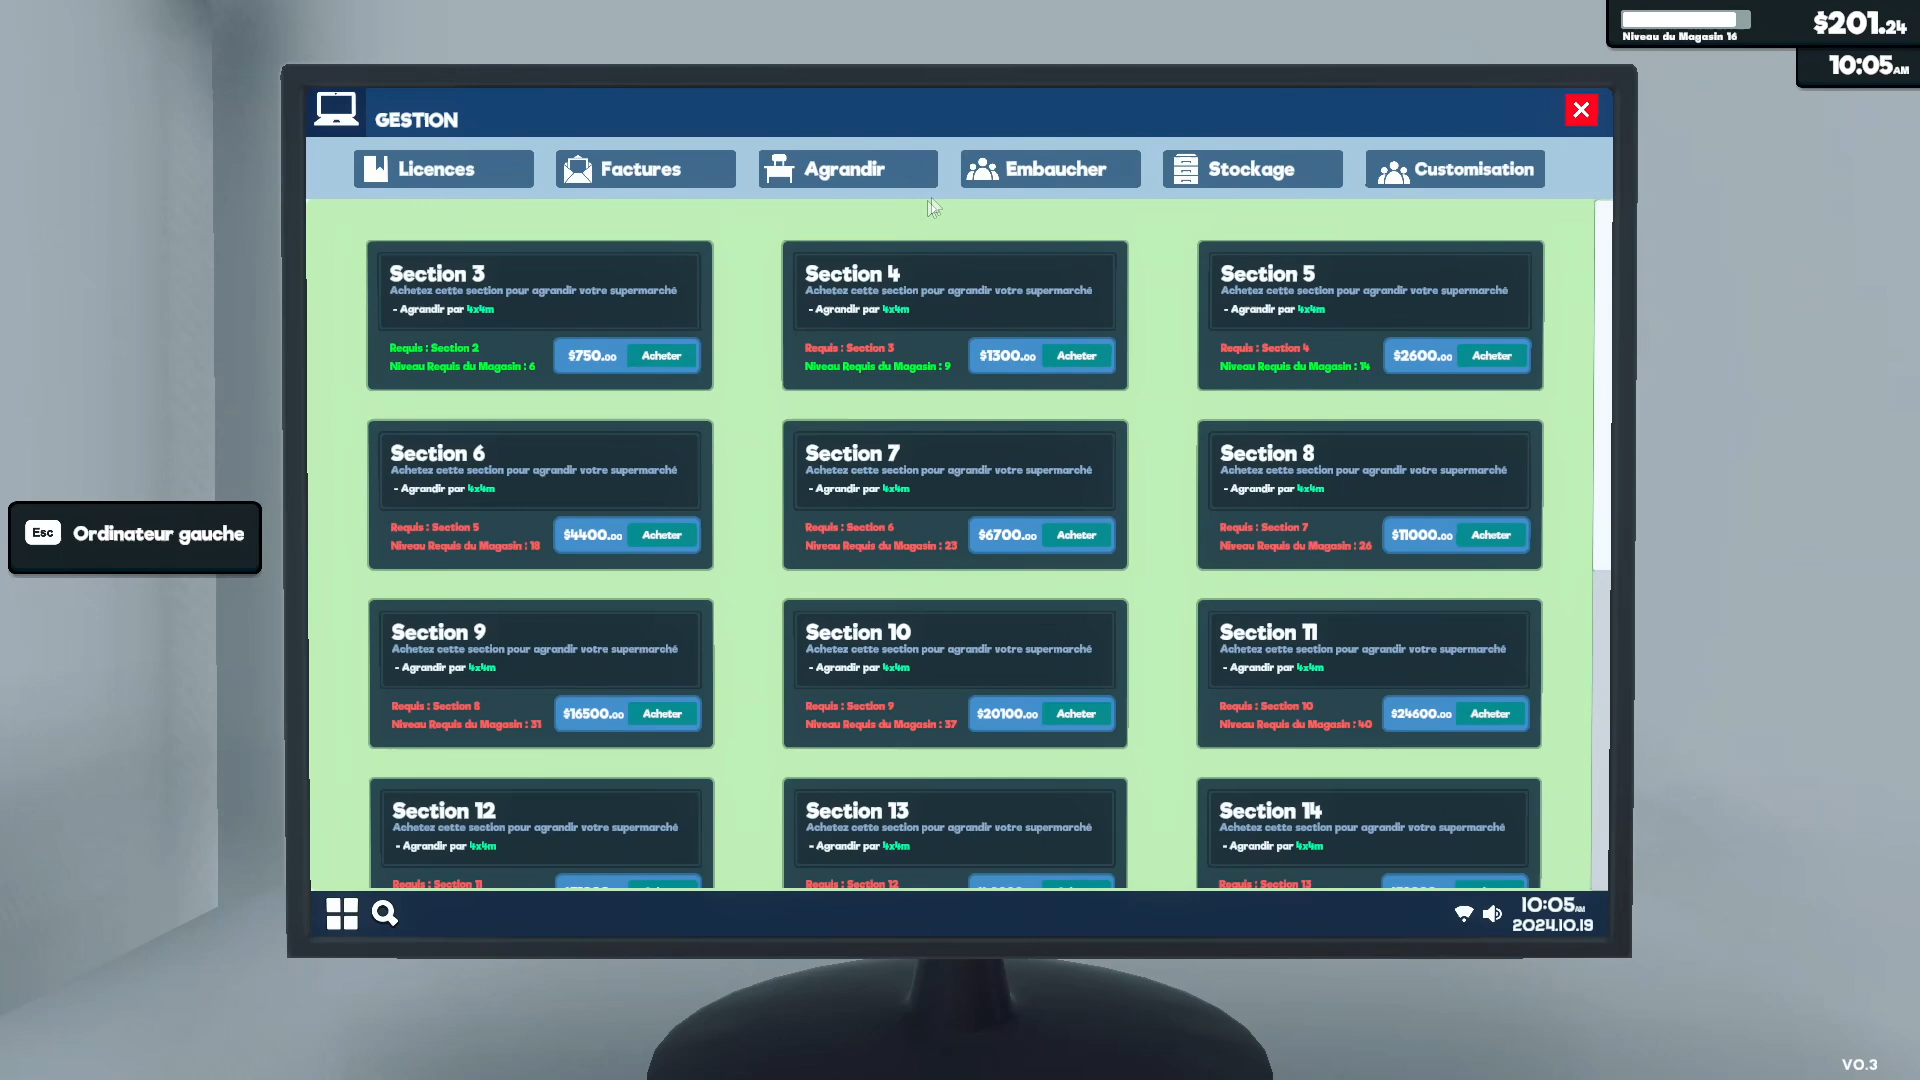 $201.24
Niveau du Magasin 16
10:05AM
GESTION
Licences
Factures
Agrandir
Embaucher
Stockage
Customisation
Section 3
Achetez cette section pour agrandir votre supermarché
- Agrandir par 4x4m
Requis : Section 2
Niveau Requis du Magasin : 6
$750.00
Acheter
Section 4
Achetez cette section pour agrandir votre supermarché
- Agrandir par 4x4m
Requis : Section 3
Niveau Requis du Magasin : 9
$1300.00
Acheter
Section 5
Achetez cette section pour agrandir votre supermarché
- Agrandir par 4x4m
Requis : Section 4
Niveau Requis du Magasin : 14
$2600.00
Acheter
Section 6
Achetez cette section pour agrandir votre supermarché
- Agrandir par 4x4m
Requis : Section 5
Niveau Requis du Magasin : 18
$4400.00
Acheter
Section 7
Achetez cette section pour agrandir votre supermarché
- Agrandir par 4x4m
Requis : Section 6
Niveau Requis du Magasin : 23
$6700.00
Acheter
Section 8
Achetez cette section pour agrandir votre supermarché
- Agrandir par 4x4m
Requis : Section 7
Niveau Requis du Magasin : 26
$11000.00
Acheter
Esc Ordinateur gauche
Section 9
Achetez cette section pour agrandir votre supermarché
- Agrandir par 4x4m
Requis : Section 8
Niveau Requis du Magasin : 31
$16500.00
Acheter
Section 10
Achetez cette section pour agrandir votre supermarché
- Agrandir par 4x4m
Requis : Section 9
Niveau Requis du Magasin : 37
$20100.00
Acheter
Section 11
Achetez cette section pour agrandir votre supermarché
- Agrandir par 4x4m
Requis : Section 10
Niveau Requis du Magasin : 40
$24600.00
Acheter
Section 12
Achetez cette section pour agrandir votre supermarché
- Agrandir par 4x4m
Requis : Section 11
Section 13
Achetez cette section pour agrandir votre supermarché
- Agrandir par 4x4m
Requis : Section 12
Section 14
Achetez cette section pour agrandir votre supermarché
- Agrandir par 4x4m
Requis : Section 13
10:05AM
2024.10.19
V0.3